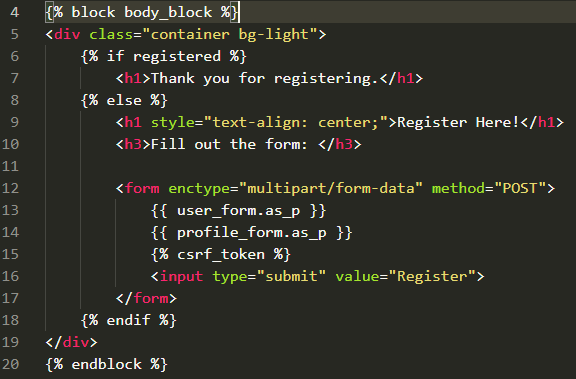 4 {% block body_block %}
5 <div class="container bg-light">
6     {% if registered %}
7         <h1>Thank you for registering.</h1>
8     {% else %}
9         <h1 style="text-align: center;">Register Here!</h1>
10         <h3>Fill out the form: </h3>
11
12         <form enctype="multipart/form-data" method="POST">
13             {{ user_form.as_p }}
14             {{ profile_form.as_p }}
15             {% csrf_token %}
16             <input type="submit" value="Register">
17         </form>
18     {% endif %}
19 </div>
20 {% endblock %}